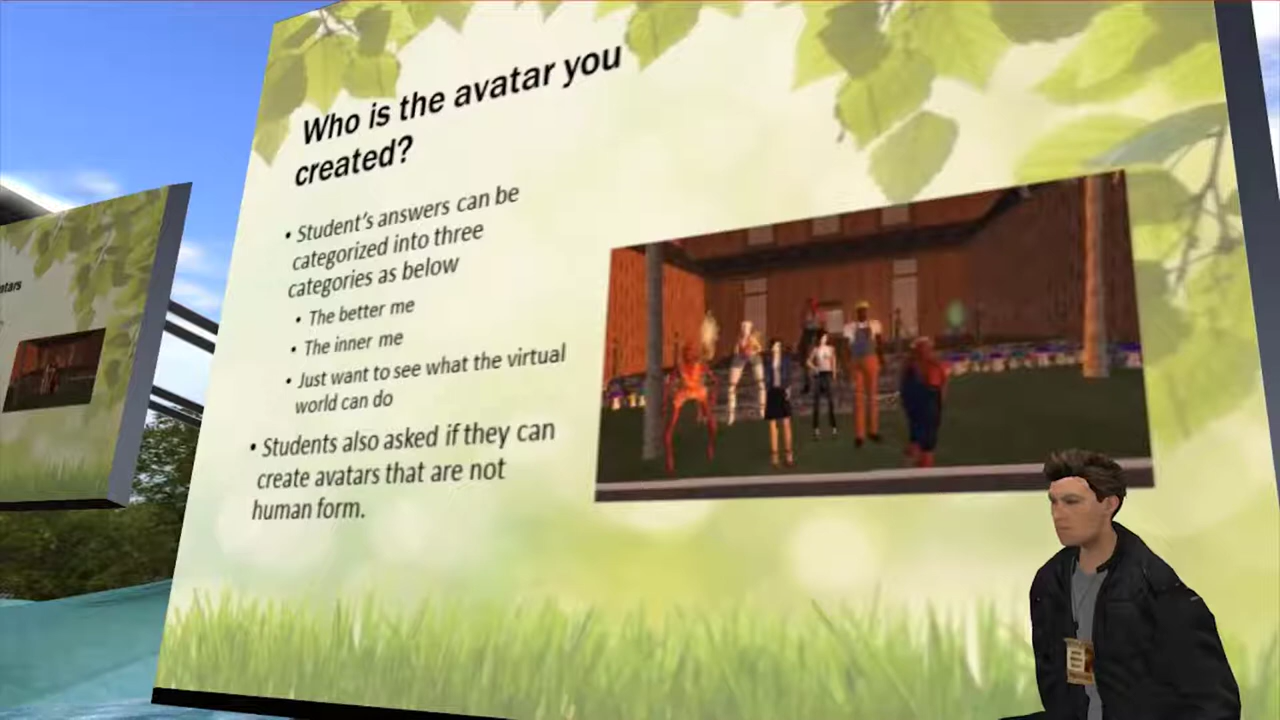 Who is the avatar you
created?
• Student's answers can be
categorized into three
categories as below
• The better me
• The inner me
• Just want to see what the virtual
world can do
• Students also asked if they can
create avatars that are not
human form.